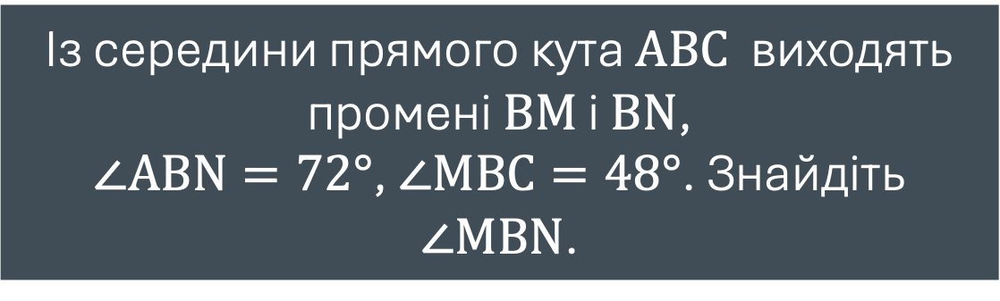 Із середини прямого кута ABC виходять
промені BM і BN,
∠ABN = 72°, ∠MBC = 48°. Знайдіть
∠MBN.